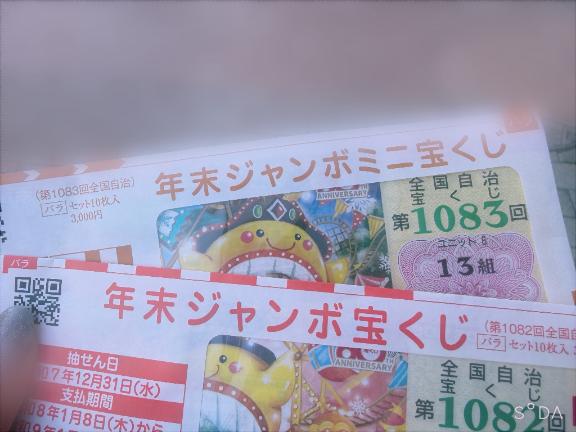 年末ジャンボミニ宝くじ
(第1083回全国自治)
バラ セット10枚入
3,000円
ANNIVERSARY
全国自治
宝くじ
第1083回
ユニット
13組
バラ
年末ジャンボ宝くじ
(第1082回全国自
バラ セット10枚入
抽せん日
07年12月31日(水)
支払期間
08年1月8日(木)から
ANNIVERSARY
全国自治
宝くじ
第1082
S°DA